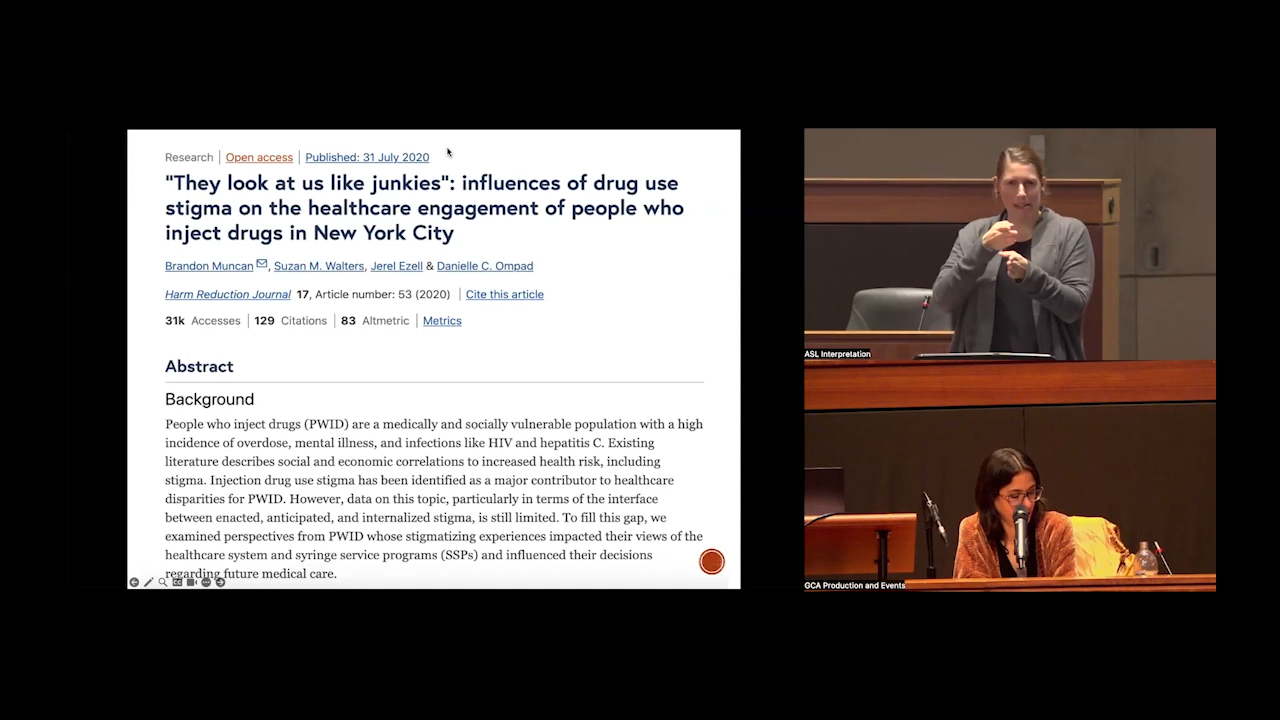 Research | Open access | Published: 31 July 2020
"They look at us like junkies": influences of drug use
stigma on the healthcare engagement of people who
inject drugs in New York City
Brandon Muncan, Suzan M. Walters, Jerel Ezell & Danielle C. Ompad
Harm Reduction Journal 17, Article number: 53 (2020) | Cite this article
31k Accesses | 129 Citations | 83 Altmetric | Metrics
Abstract
Background
People who inject drugs (PWID) are a medically and socially vulnerable population with a high
incidence of overdose, mental illness, and infections like HIV and hepatitis C. Existing
literature describes social and economic correlations to increased health risk, including
stigma. Injection drug use stigma has been identified as a major contributor to healthcare
disparities for PWID. However, data on this topic, particularly in terms of the interface
between enacted, anticipated, and internalized stigma, is still limited. To fill this gap, we
examined perspectives from PWID whose stigmatizing experiences impacted their views of the
healthcare system and syringe service programs (SSPs) and influenced their decisions
regarding future medical care.
ASL Interpretation
GCA Production and Events